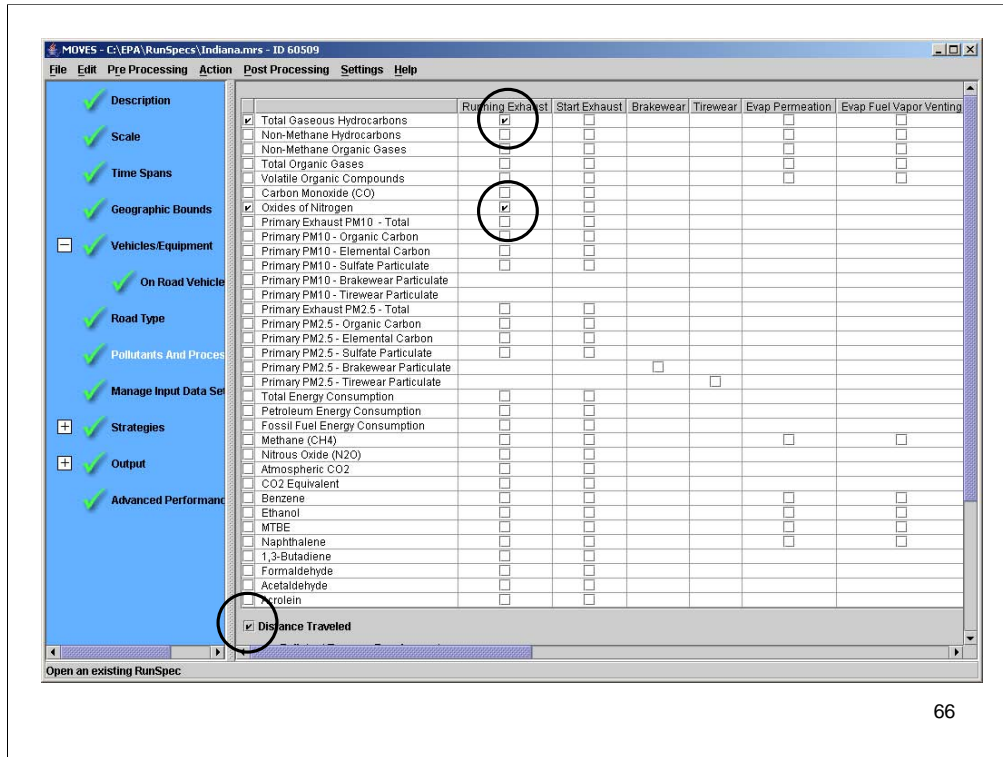 MOVES - C:\EPA\RunSpecs\Indiana.mrs - ID 60509
File Edit Pre Processing Action Post Processing Settings Help
Description
Scale
Time Spans
Geographic Bounds
Vehicles/Equipment
On Road Vehicle
Road Type
Pollutants And Proces
Manage Input Data Set
Strategies
Output
Advanced Performanc
Running Exhaust Start Exhaust Brakewear Tirewear Evap Permeation Evap Fuel Vapor Venting
Total Gaseous Hydrocarbons
Non-Methane Hydrocarbons
Non-Methane Organic Gases
Total Organic Gases
Volatile Organic Compounds
Carbon Monoxide (CO)
Oxides of Nitrogen
Primary Exhaust PM10 - Total
Primary PM10 - Organic Carbon
Primary PM10 - Elemental Carbon
Primary PM10 - Sulfate Particulate
Primary PM10 - Brakewear Particulate
Primary PM10 - Tirewear Particulate
Primary Exhaust PM2.5 - Total
Primary PM2.5 - Organic Carbon
Primary PM2.5 - Elemental Carbon
Primary PM2.5 - Sulfate Particulate
Primary PM2.5 - Brakewear Particulate
Primary PM2.5 - Tirewear Particulate
Total Energy Consumption
Petroleum Energy Consumption
Fossil Fuel Energy Consumption
Methane (CH4)
Nitrous Oxide (N2O)
Atmospheric CO2
CO2 Equivalent
Benzene
Ethanol
MTBE
Naphthalene
1,3-Butadiene
Formaldehyde
Acetaldehyde
Acrolein
Distance Traveled
Open an existing RunSpec
66